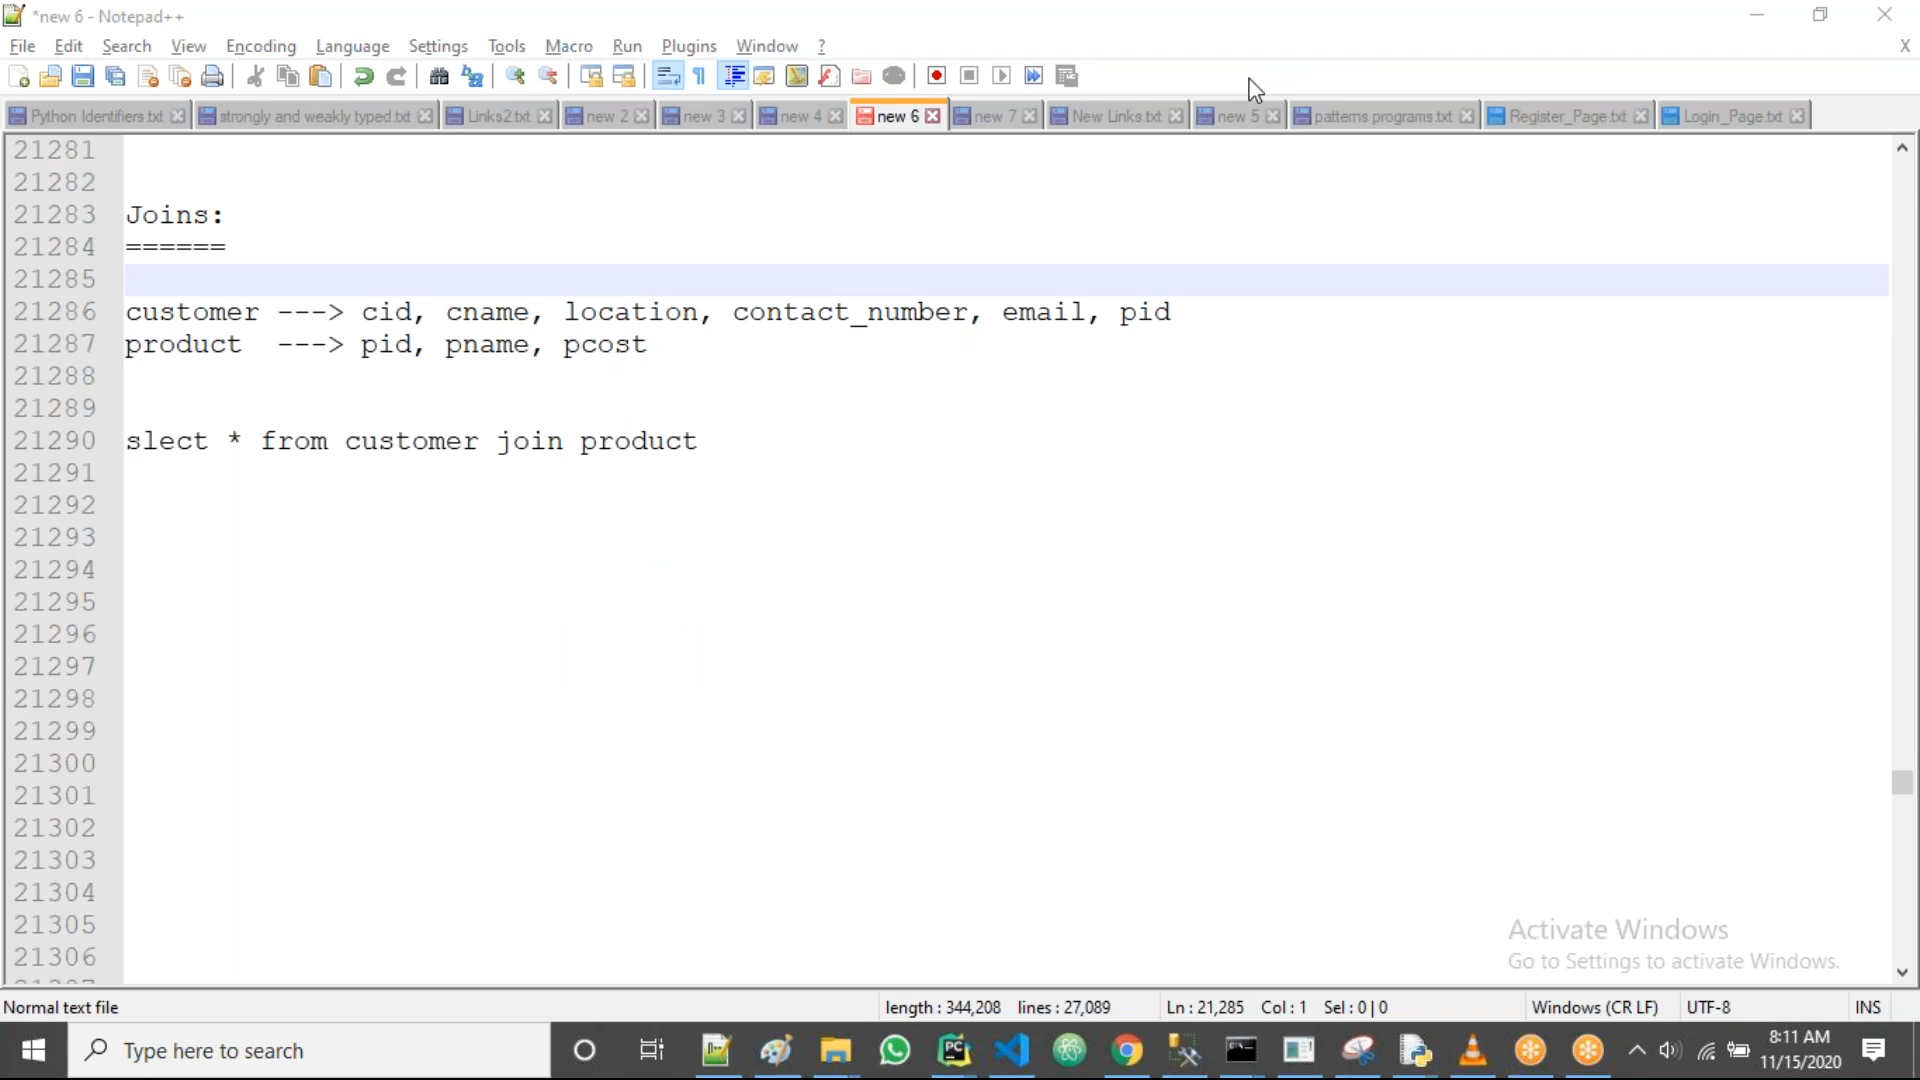 *new 6 - Notepad++
File Edit Search View Encoding Language Settings Tools Macro Run Plugins Window ? X
Python Identifiers.txt strongly and weakly typed.txt Links2.txt new 2 new 3 new 4 new 6 new 7 New Links.txt new 5 patterns programs.txt Register_Page.txt Login_Page.txt
21281
21282
21283 Joins:
21284 ======
21285
21286 customer ---> cid, cname, location, contact_number, email, pid
21287 product ---> pid, pname, pcost
21288
21289
21290 slect * from customer join product
21291
21292
21293
21294
21295
21296
21297
21298
21299
21300
21301
21302
21303
21304
21305
21306
Activate Windows
Go to Settings to activate Windows.
Normal text file length : 344,208 lines : 27,089 Ln : 21,285 Col : 1 Sel : 0 | 0 Windows (CR LF) UTF-8 INS
Type here to search
8:11 AM
11/15/2020